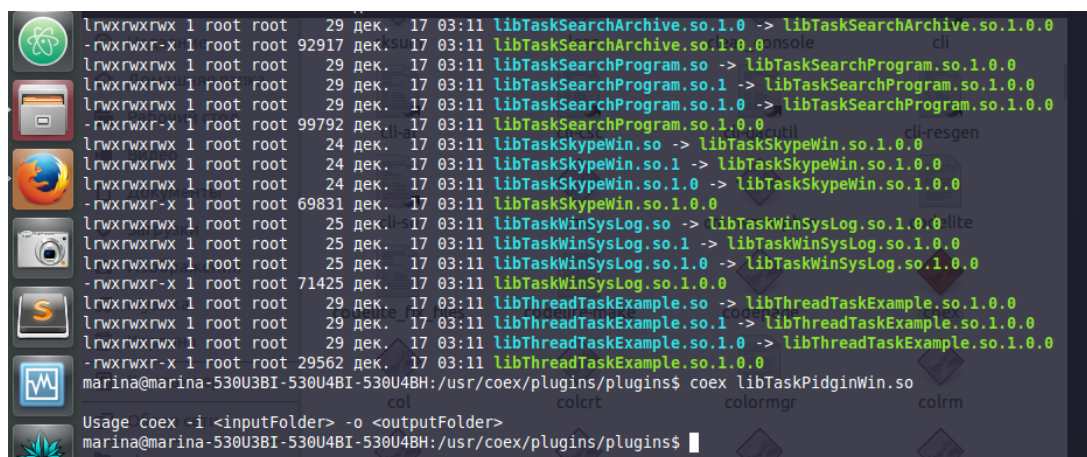 lrwxrwxrwx 1 root root    29 дек.  17 03:11 libTaskSearchArchive.so.1.0 -> libTaskSearchArchive.so.1.0.0
-rwxrwxr-x 1 root root 92917 дек.  17 03:11 libTaskSearchArchive.so.1.0.0
lrwxrwxrwx 1 root root    29 дек.  17 03:11 libTaskSearchProgram.so -> libTaskSearchProgram.so.1.0.0
lrwxrwxrwx 1 root root    29 дек.  17 03:11 libTaskSearchProgram.so.1 -> libTaskSearchProgram.so.1.0.0
lrwxrwxrwx 1 root root    29 дек.  17 03:11 libTaskSearchProgram.so.1.0 -> libTaskSearchProgram.so.1.0.0
-rwxrwxr-x 1 root root 99792 дек.  17 03:11 libTaskSearchProgram.so.1.0.0
lrwxrwxrwx 1 root root    24 дек.  17 03:11 libTaskSkypeWin.so -> libTaskSkypeWin.so.1.0.0
lrwxrwxrwx 1 root root    24 дек.  17 03:11 libTaskSkypeWin.so.1 -> libTaskSkypeWin.so.1.0.0
lrwxrwxrwx 1 root root    24 дек.  17 03:11 libTaskSkypeWin.so.1.0 -> libTaskSkypeWin.so.1.0.0
-rwxrwxr-x 1 root root 69831 дек.  17 03:11 libTaskSkypeWin.so.1.0.0
lrwxrwxrwx 1 root root    25 дек.  17 03:11 libTaskWinSysLog.so -> libTaskWinSysLog.so.1.0.0
lrwxrwxrwx 1 root root    25 дек.  17 03:11 libTaskWinSysLog.so.1 -> libTaskWinSysLog.so.1.0.0
lrwxrwxrwx 1 root root    25 дек.  17 03:11 libTaskWinSysLog.so.1.0 -> libTaskWinSysLog.so.1.0.0
-rwxrwxr-x 1 root root 71425 дек.  17 03:11 libTaskWinSysLog.so.1.0.0
lrwxrwxrwx 1 root root    29 дек.  17 03:11 libThreadTaskExample.so -> libThreadTaskExample.so.1.0.0
lrwxrwxrwx 1 root root    29 дек.  17 03:11 libThreadTaskExample.so.1 -> libThreadTaskExample.so.1.0.0
lrwxrwxrwx 1 root root    29 дек.  17 03:11 libThreadTaskExample.so.1.0 -> libThreadTaskExample.so.1.0.0
-rwxrwxr-x 1 root root 29562 дек.  17 03:11 libThreadTaskExample.so.1.0.0
marina@marina-530U3BI-530U4BI-530U4BH:/usr/coex/plugins/plugins$ coex libTaskPidginWin.so
col colcrt colormgr colrm
Usage coex -i <inputFolder> -o <outputFolder>
marina@marina-530U3BI-530U4BI-530U4BH:/usr/coex/plugins/plugins$